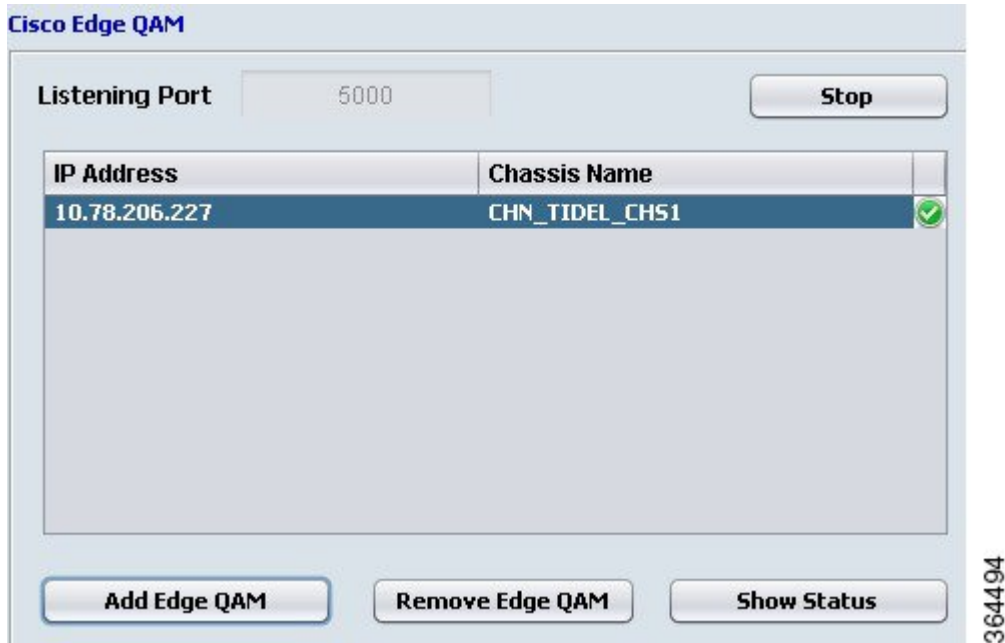 Cisco Edge QAM
Listening Port 5000 Stop
IP Address Chassis Name
10.78.206.227 CHN_TIDEL_CHS1
Add Edge QAM Remove Edge QAM Show Status
364494